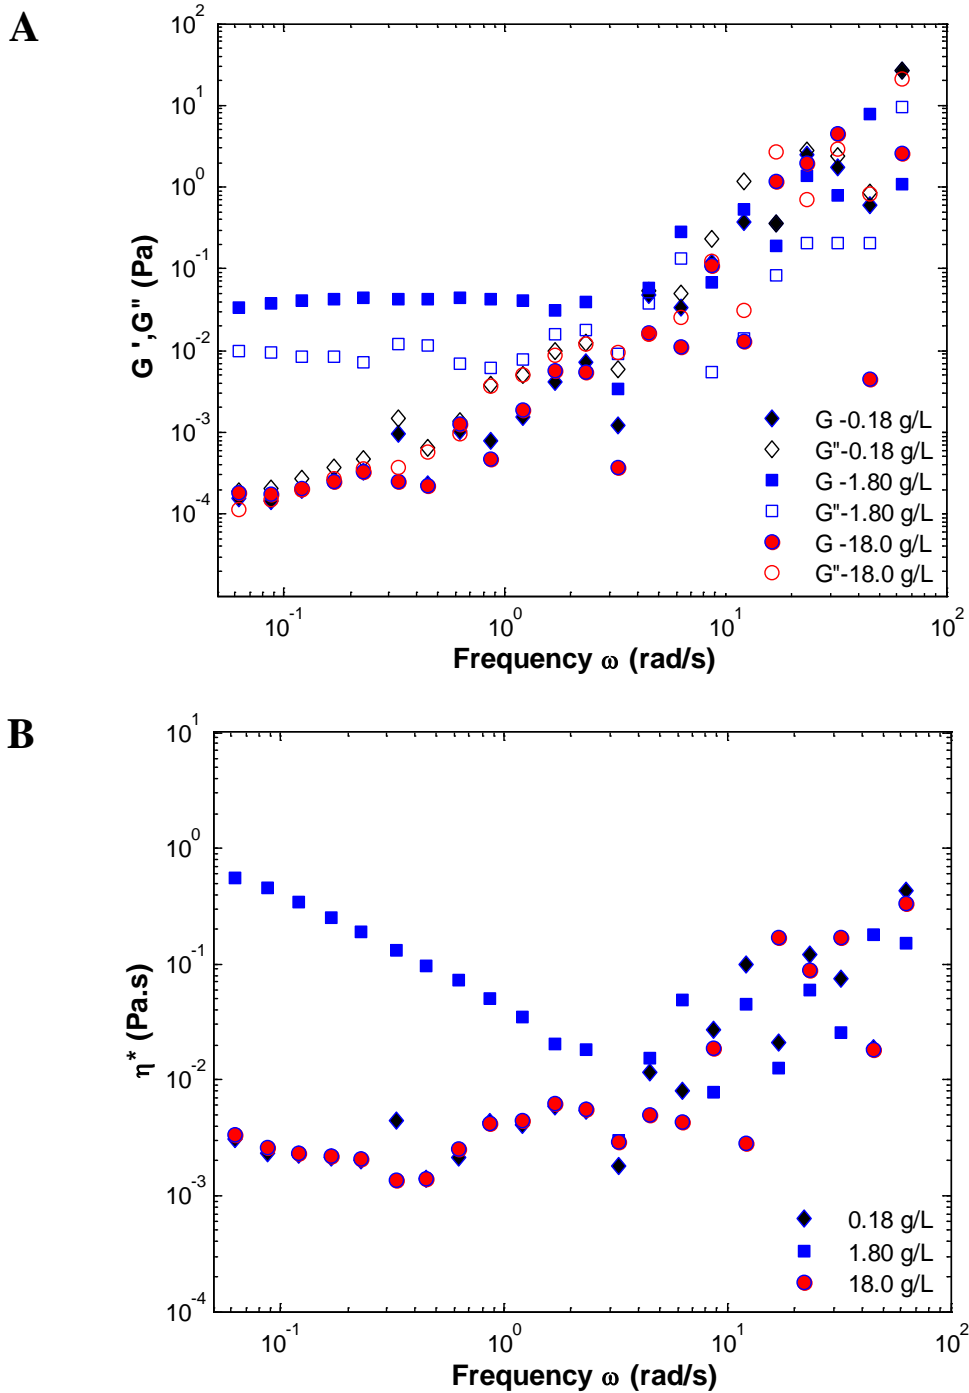 A
10^2
10^1
10^0
10^-1
10^-2
10^-3
10^-4
G ',G" (Pa)
G -0.18 g/L
G"-0.18 g/L
G -1.80 g/L
G"-1.80 g/L
G -18.0 g/L
G"-18.0 g/L
10^-1 10^0 10^1 10^2
Frequency ω (rad/s)
B
10^1
10^0
10^-1
10^-2
10^-3
10^-4
η* (Pa.s)
0.18 g/L
1.80 g/L
18.0 g/L
10^-1 10^0 10^1 10^2
Frequency ω (rad/s)